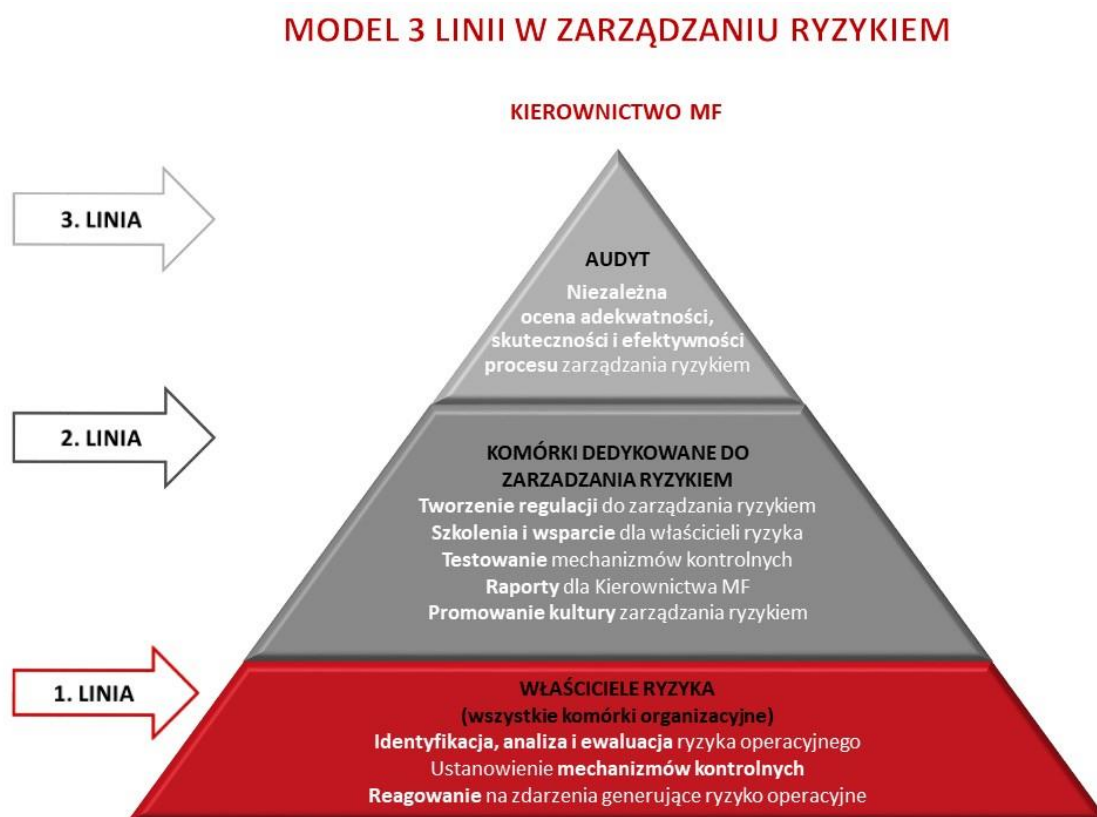 MODEL 3 LINII W ZARZĄDZANIU RYZYKIEM
KIEROWNICTWO MF
3. LINIA
AUDYT
Niezależna
ocena adekwatności,
skuteczności i efektywności
procesu zarządzania ryzykiem
2. LINIA
KOMÓRKI DEDYKOWANE DO
ZARZADZANIA RYZYKIEM
Tworzenie regulacji do zarządzania ryzykiem
Szkolenia i wsparcie dla właścicieli ryzyka
Testowanie mechanizmów kontrolnych
Raporty dla Kierownictwa MF
Promowanie kultury zarządzania ryzykiem
1. LINIA
WŁAŚCICIELE RYZYKA
(wszystkie komórki organizacyjne)
Identyfikacja, analiza i ewaluacja ryzyka operacyjnego
Ustanowienie mechanizmów kontrolnych
Reagowanie na zdarzenia generujące ryzyko operacyjne